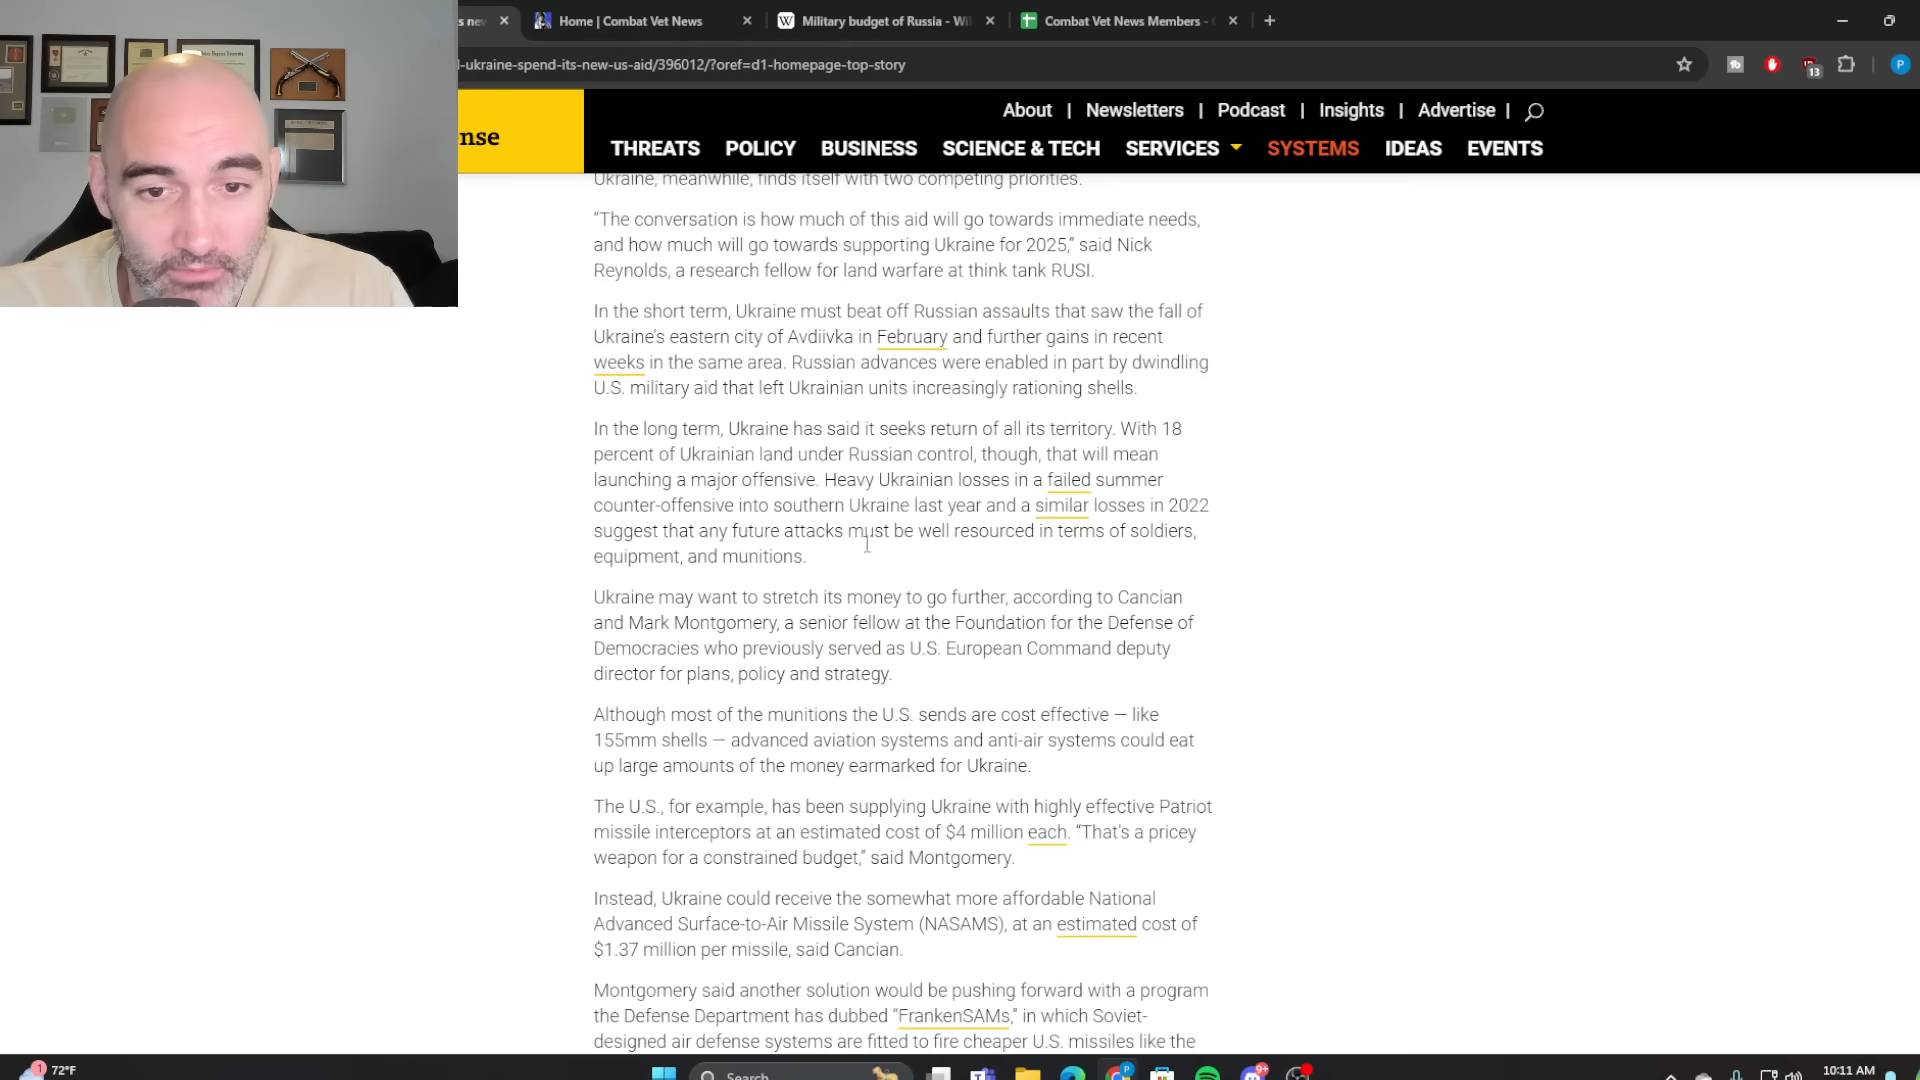 s new
Home | Combat Vet News
Military budget of Russia - Wi
Combat Vet News Members -
l-ukraine-spend-its-new-us-aid/396012/?oref=d1-homepage-top-story
13
P
nse
About | Newsletters | Podcast | Insights | Advertise |
THREATS POLICY BUSINESS SCIENCE & TECH SERVICES SYSTEMS IDEAS EVENTS
Ukraine, meanwhile, finds itself with two competing priorities.
“The conversation is how much of this aid will go towards immediate needs,
and how much will go towards supporting Ukraine for 2025,” said Nick
Reynolds, a research fellow for land warfare at think tank RUSI.
In the short term, Ukraine must beat off Russian assaults that saw the fall of
Ukraine’s eastern city of Avdiivka in February and further gains in recent
weeks in the same area. Russian advances were enabled in part by dwindling
U.S. military aid that left Ukrainian units increasingly rationing shells.
In the long term, Ukraine has said it seeks return of all its territory. With 18
percent of Ukrainian land under Russian control, though, that will mean
launching a major offensive. Heavy Ukrainian losses in a failed summer
counter-offensive into southern Ukraine last year and a similar losses in 2022
suggest that any future attacks must be well resourced in terms of soldiers,
equipment, and munitions.
Ukraine may want to stretch its money to go further, according to Cancian
and Mark Montgomery, a senior fellow at the Foundation for the Defense of
Democracies who previously served as U.S. European Command deputy
director for plans, policy and strategy.
Although most of the munitions the U.S. sends are cost effective — like
155mm shells — advanced aviation systems and anti-air systems could eat
up large amounts of the money earmarked for Ukraine.
The U.S., for example, has been supplying Ukraine with highly effective Patriot
missile interceptors at an estimated cost of $4 million each. “That’s a pricey
weapon for a constrained budget,” said Montgomery.
Instead, Ukraine could receive the somewhat more affordable National
Advanced Surface-to-Air Missile System (NASAMS), at an estimated cost of
$1.37 million per missile, said Cancian.
Montgomery said another solution would be pushing forward with a program
the Defense Department has dubbed “FrankenSAMs,” in which Soviet-
designed air defense systems are fitted to fire cheaper U.S. missiles like the
1
72°F
Search
P
9+
10:11 AM